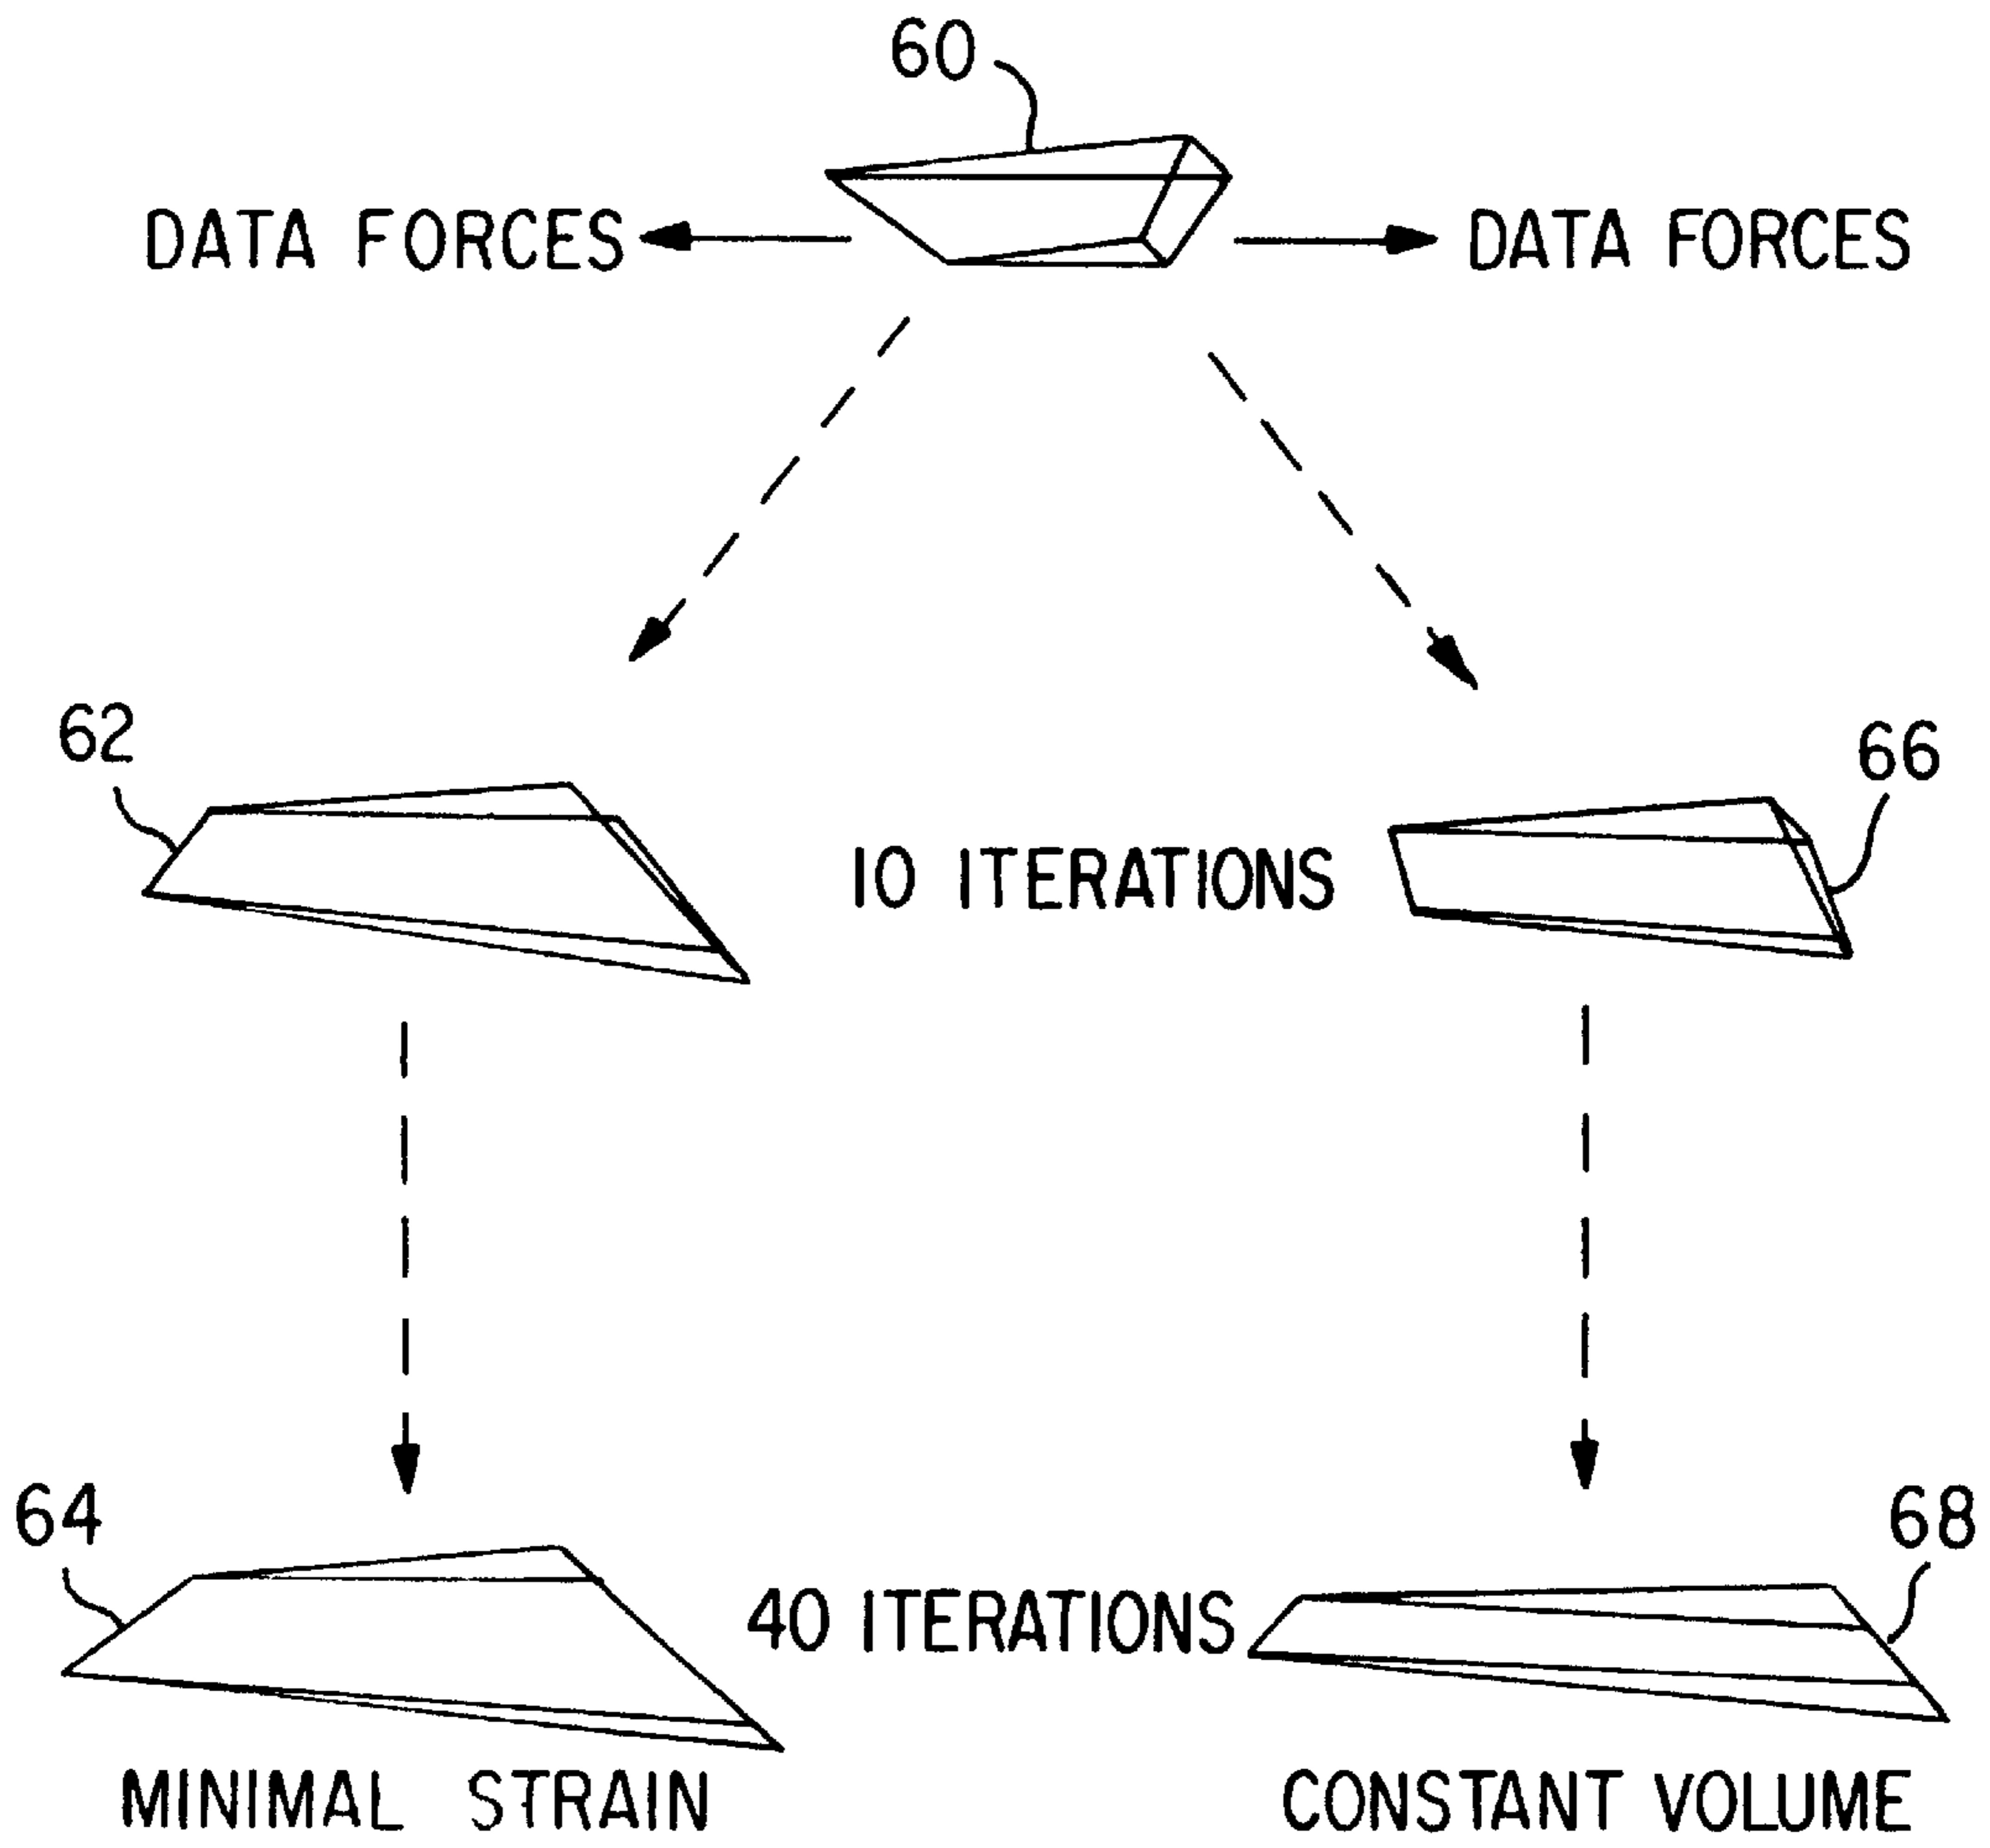 60
DATA FORCES
DATA FORCES
62
66
10 ITERATIONS
64
68
40 ITERATIONS
MINIMAL STRAIN
CONSTANT VOLUME